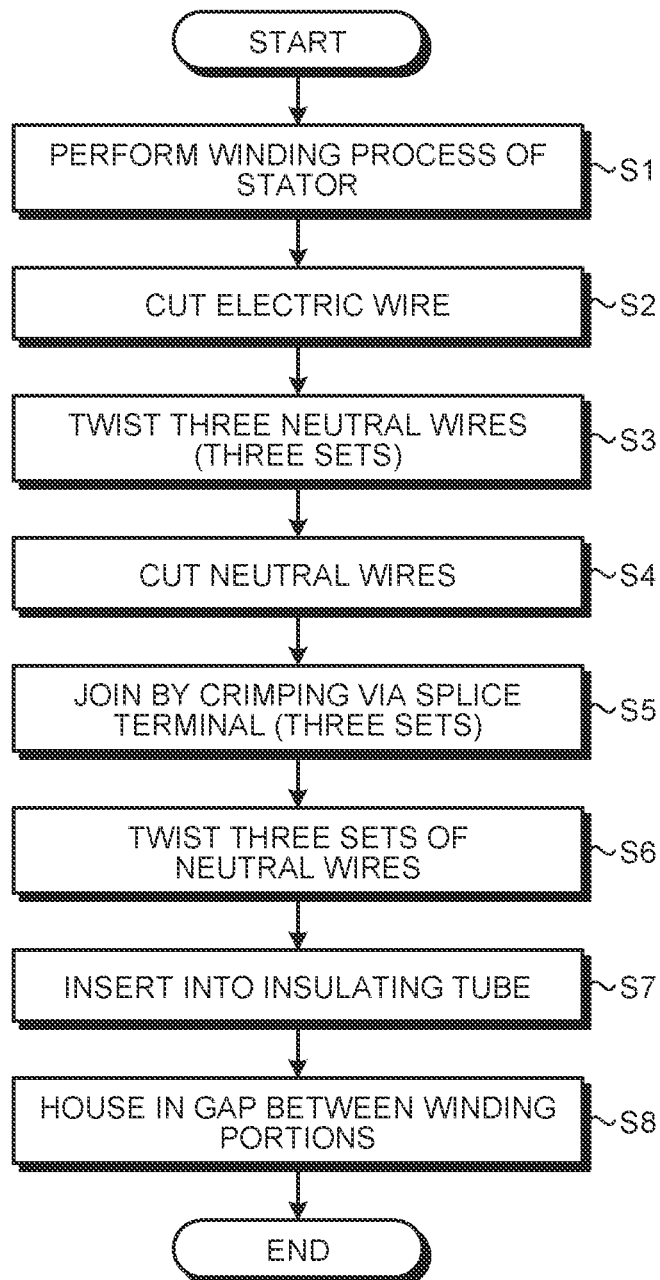 START
PERFORM WINDING PROCESS OF
STATOR
S1
CUT ELECTRIC WIRE
S2
TWIST THREE NEUTRAL WIRES
(THREE SETS)
S3
CUT NEUTRAL WIRES
S4
JOIN BY CRIMPING VIA SPLICE
TERMINAL (THREE SETS)
S5
TWIST THREE SETS OF
NEUTRAL WIRES
S6
INSERT INTO INSULATING TUBE
S7
HOUSE IN GAP BETWEEN WINDING
PORTIONS
S8
END